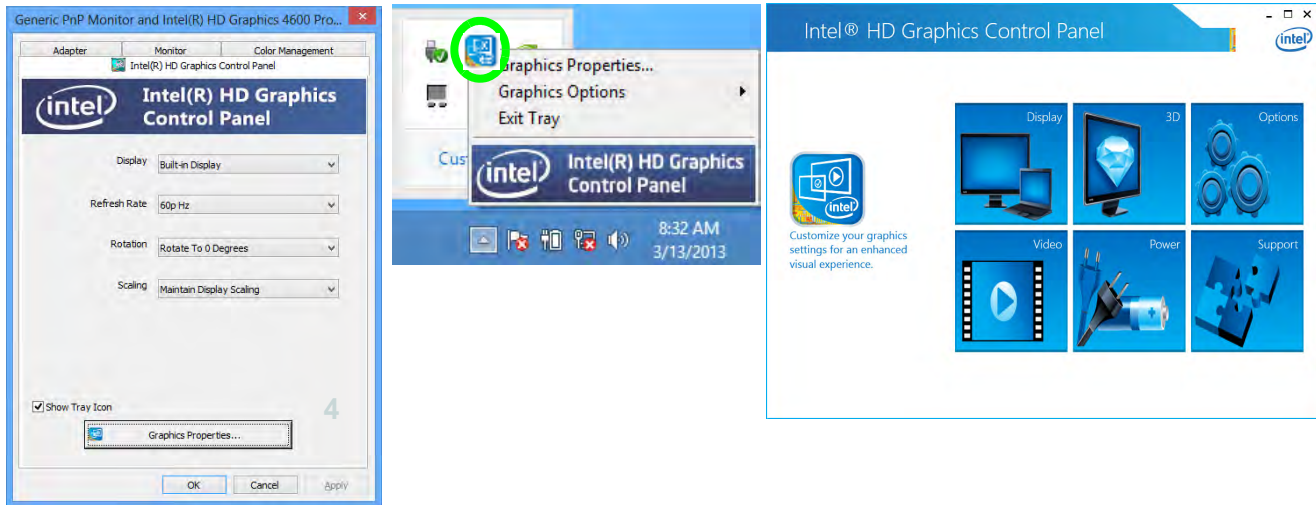 Generic PnP Monitor and Intel(R) HD Graphics 4600 Pro...
Adapter
Monitor
Color Management
Intel(R) HD Graphics Control Panel
intel
Intel(R) HD Graphics
Control Panel
Display
Built-in Display
Refresh Rate
60p Hz
Rotation
Rotate To 0 Degrees
Scaling
Maintain Display Scaling
Show Tray Icon
4
Graphics Properties...
OK
Cancel
Apply
Graphics Properties...
Graphics Options
Exit Tray
Cus
intel
Intel(R) HD Graphics
Control Panel
8:32 AM
3/13/2013
Intel® HD Graphics Control Panel
intel
Display
3D
Options
intel
Customize your graphics
settings for an enhanced
visual experience.
Video
Power
Support